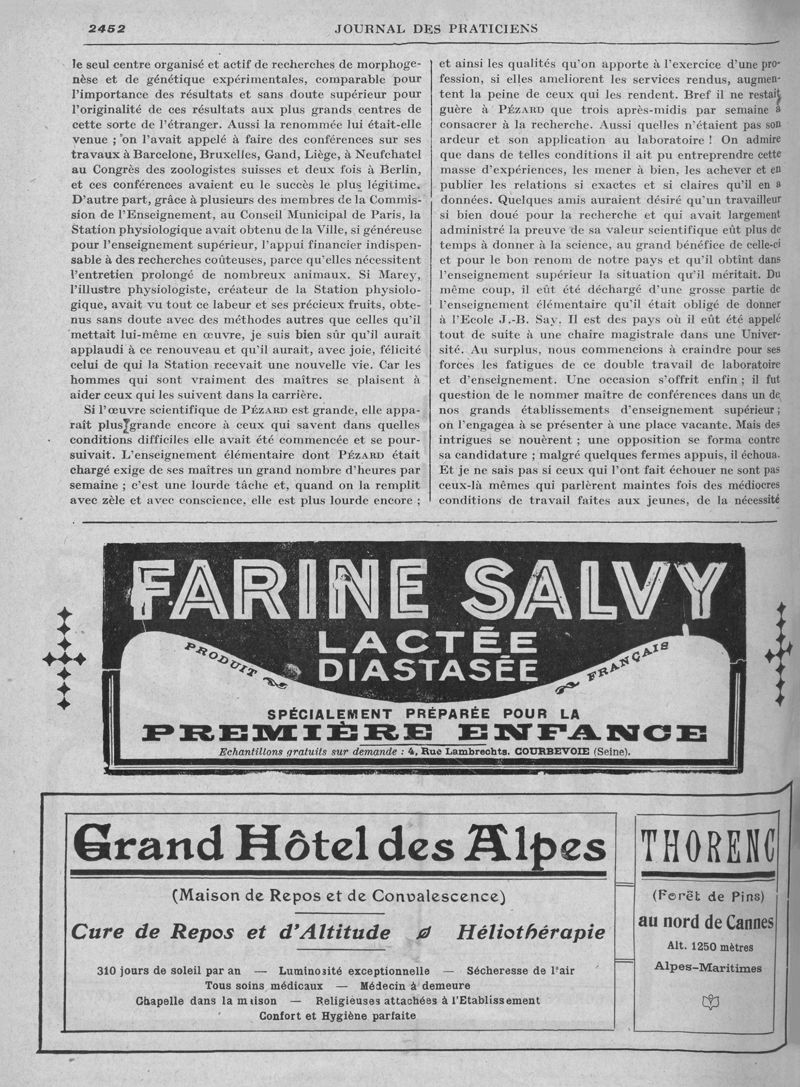 2452
JOURNAL DES PRATICIENS
le seul centre organisé et actif de recherches de morphoge-
nèse et de génétique expérimentales, comparable pour
l'importance des résultats et sans doute supérieur pour
l'originalité de ces résultats aux plus grands centres de
cette sorte de l'étranger. Aussi la renommée lui était-elle
venue ; on l'avait appelé à faire des conférences sur ses
travaux à Barcelone, Bruxelles, Gand, Liège, à Neufchatel
au Congrès des zoologistes suisses et deux fois à Berlin,
et ces conférences avaient eu le succès le plus légitime.
D'autre part, grâce à plusieurs des membres de la Commis-
sion de l'Enseignement, au Conseil Municipal de Paris, la
Station physiologique avait obtenu de la Ville, si généreuse
pour l'enseignement supérieur, l'appui financier indispen-
sable à des recherches coûteuses, parce qu'elles nécessitent
l'entretien prolongé de nombreux animaux. Si Marey,
l'illustre physiologiste, créateur de la Station physiolo-
gique, avait vu tout ce labeur et ses précieux fruits, obte-
nus sans doute avec des méthodes autres que celles qu'il
mettait lui-même en œuvre, je suis bien sûr qu'il aurait
applaudi à ce renouveau et qu'il aurait, avec joie, félicité
celui de qui la Station recevait une nouvelle vie. Car les
hommes qui sont vraiment des maîtres se plaisent à
aider ceux qui les suivent dans la carrière.
Si l'œuvre scientifique de PÉZARD est grande, elle appa-
raît plus grande encore à ceux qui savent dans quelles
conditions difficiles elle avait été commencée et se pour-
suivait. L'enseignement élémentaire dont PÉZARD était
chargé exige de ses maîtres un grand nombre d'heures par
semaine ; c'est une lourde tâche et, quand on la remplit
avec zèle et avec conscience, elle est plus lourde encore ;
et ainsi les qualités qu'on apporte à l'exercice d'une pro-
fession, si elles ameliorent les services rendus, augmen-
tent la peine de ceux qui les rendent. Bref il ne restait
guère à PÉZARD que trois après-midis par semaine à
consacrer à la recherche. Aussi quelles n'étaient pas son
ardeur et son application au laboratoire ! On admire
que dans de telles conditions il ait pu entreprendre cette
masse d'expériences, les mener à bien, les achever et en
publier les relations si exactes et si claires qu'il en a
données. Quelques amis auraient désiré qu'un travailleur
si bien doué pour la recherche et qui avait largement
administré la preuve de sa valeur scientifique eût plus de
temps à donner à la science, au grand bénéfice de celle-ci
et pour le bon renom de notre pays et qu'il obtint dans
l'enseignement supérieur la situation qu'il méritait. Du
même coup, il eût été déchargé d'une grosse partie de
l'enseignement élémentaire qu'il était obligé de donner
à l'Ecole J.-B. Say. Il est des pays où il eût été appelé
tout de suite à une chaire magistrale dans une Univer-
sité. Au surplus, nous commencions à craindre pour ses
forces les fatigues de ce double travail de laboratoire
et d'enseignement. Une occasion s'offrit enfin ; il fut
question de le nommer maître de conférences dans un de
nos grands établissements d'enseignement supérieur ;
on l'engagea à se présenter à une place vacante. Mais des
intrigues se nouèrent ; une opposition se forma contre
sa candidature ; malgré quelques fermes appuis, il échoua.
Et je ne sais pas si ceux qui l'ont fait échouer ne sont pas
ceux-là mêmes qui parlèrent maintes fois des médiocres
conditions de travail faites aux jeunes, de la nécessité
FARINE SALVY
LACTÉE
DIASTASÉE
PRODUIT FRANÇAIS
SPÉCIALEMENT PRÉPARÉE POUR LA
PREMIÈRE ENFANCE
Echantillons gratuits sur demande : 4, Rue Lambrechts. COURBEVOIE (Seine).
Grand Hôtel des Alpes
(Maison de Repos et de Convalescence)
Cure de Repos et d'Altitude Héliothérapie
310 jours de soleil par an — Luminosité exceptionnelle — Sécheresse de l'air
Tous soins médicaux — Médecin à demeure
Chapelle dans la maison — Religieuses attachées à l'Etablissement
Confort et Hygiène parfaite
THORENC
(Forêt de Pins)
au nord de Cannes
Alt. 1250 mètres
Alpes-Maritimes